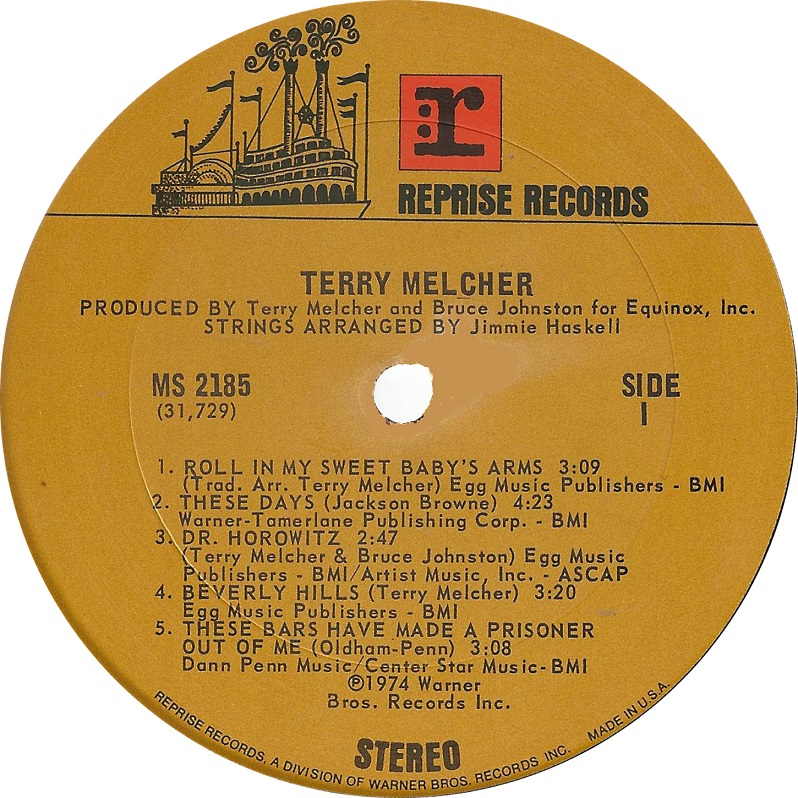 :r
REPRISE RECORDS
TERRY MELCHER
PRODUCED BY Terry Melcher and Bruce Johnston for Equinox, Inc.
STRINGS ARRANGED BY Jimmie Haskell
MS 2185
(31,729)
SIDE
1
1. ROLL IN MY SWEET BABY'S ARMS 3:09
(Trad. Arr. Terry Melcher) Egg Music Publishers - BMI
2. THESE DAYS (Jackson Browne) 4:23
Warner-Tamerlane Publishing Corp. - BMI
3. DR. HOROWITZ 2:47
(Terry Melcher & Bruce Johnston) Egg Music
Publishers - BMI/Artist Music, Inc. - ASCAP
4. BEVERLY HILLS (Terry Melcher) 3:20
Egg Music Publishers - BMI
5. THESE BARS HAVE MADE A PRISONER
OUT OF ME (Oldham-Penn) 3:08
Dann Penn Music/Center Star Music-BMI
℗1974 Warner
Bros. Records Inc.
STEREO
REPRISE RECORDS, A DIVISION OF WARNER BROS. RECORDS INC. MADE IN U.S.A.